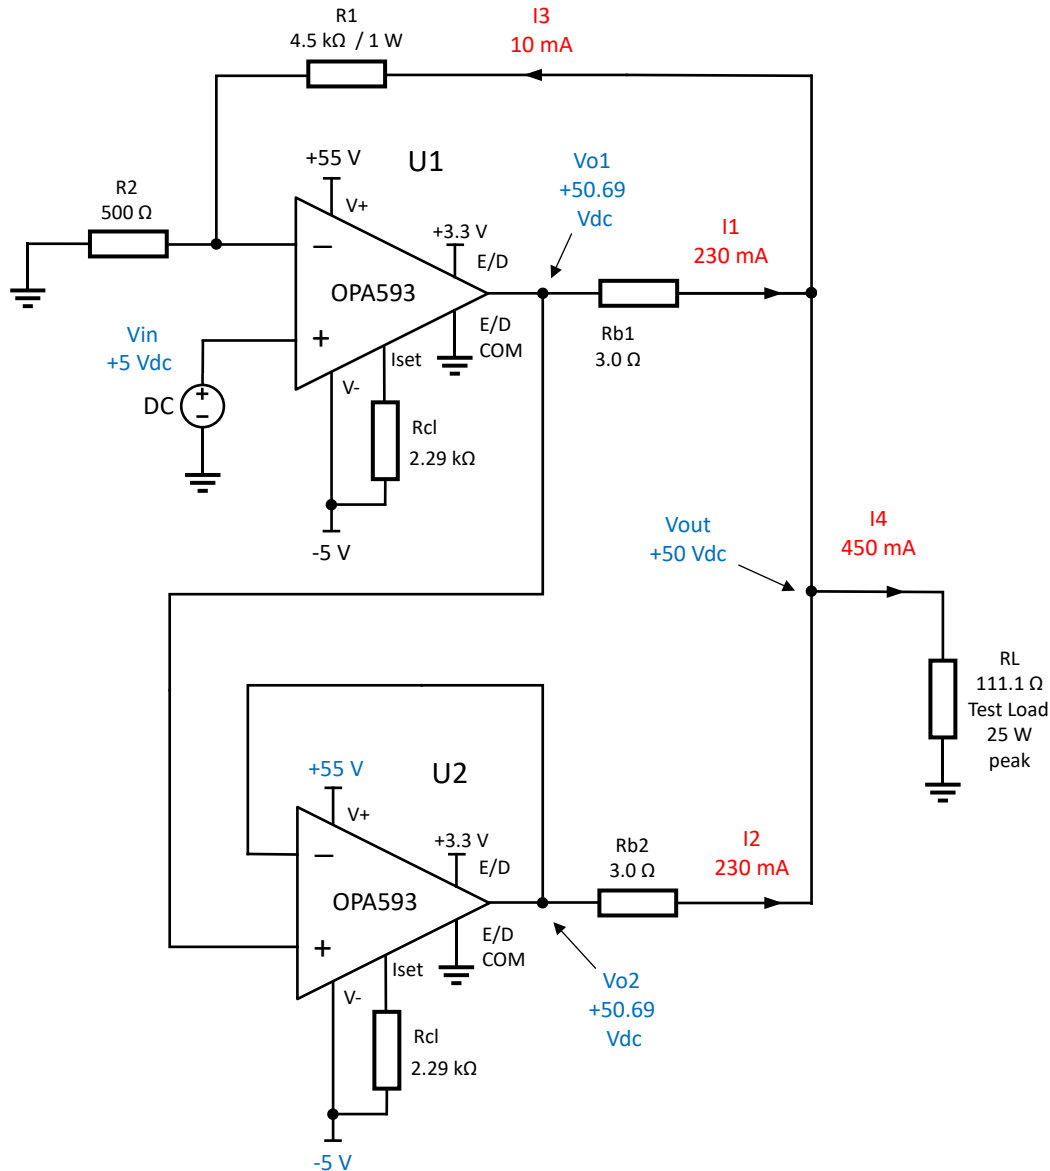 R1
4.5 kΩ / 1 W
I3
10 mA
+55 V
V+
U1
R2
500 Ω
Vo1
+50.69
Vdc
+3.3 V
E/D
I1
230 mA
−
OPA593
+
Vin
+5 Vdc
E/D
COM
Rb1
3.0 Ω
Iset
V-
DC
+
−
Rcl
2.29 kΩ
-5 V
Vout
+50 Vdc
I4
450 mA
RL
111.1 Ω
Test Load
25 W
peak
+55 V
V+
U2
+3.3 V
E/D
Rb2
3.0 Ω
I2
230 mA
−
OPA593
+
E/D
COM
Iset
V-
Vo2
+50.69
Vdc
Rcl
2.29 kΩ
-5 V